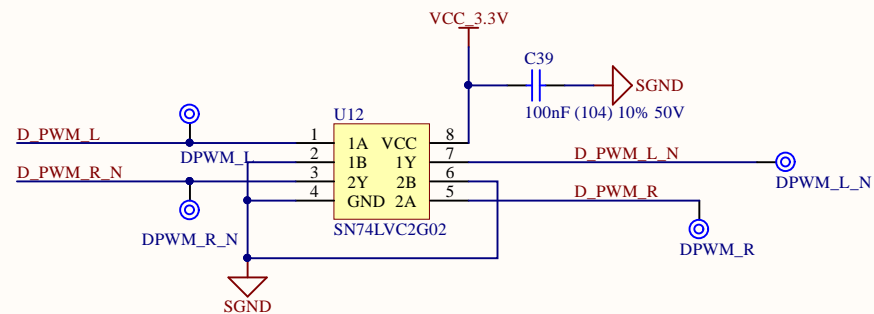 VCC_3.3V
C39
SGND
100nF (104) 10% 50V
U12
D_PWM_L
1
1A
VCC
8
DPWM_L
2
1B
1Y
7
D_PWM_L_N
D_PWM_R_N
3
2Y
2B
6
DPWM_L_N
4
GND
2A
5
D_PWM_R
DPWM_R_N
SN74LVC2G02
DPWM_R
SGND